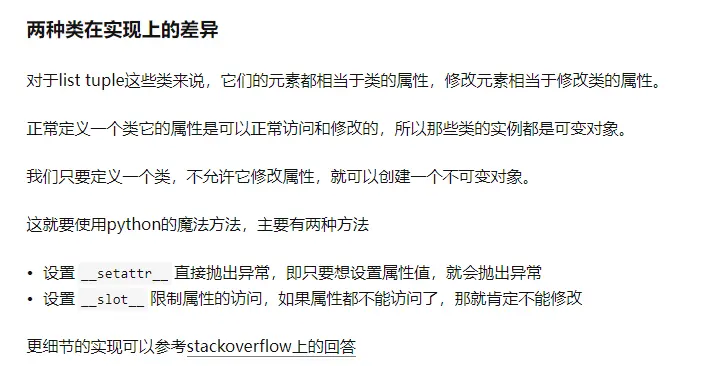 两种类在实现上的差异
对于list tuple这些类来说，它们的元素都相当于类的属性，修改元素相当于修改类的属性。
正常定义一个类它的属性是可以正常访问和修改的，所以那些类的实例都是可变对象。
我们只要定义一个类，不允许它修改属性，就可以创建一个不可变对象。
这就要使用python的魔法方法，主要有两种方法
• 设置 __setattr__ 直接抛出异常，即只要想设置属性值，就会抛出异常
• 设置 __slot__ 限制属性的访问，如果属性都不能访问了，那就肯定不能修改
更细节的实现可以参考stackoverflow上的回答